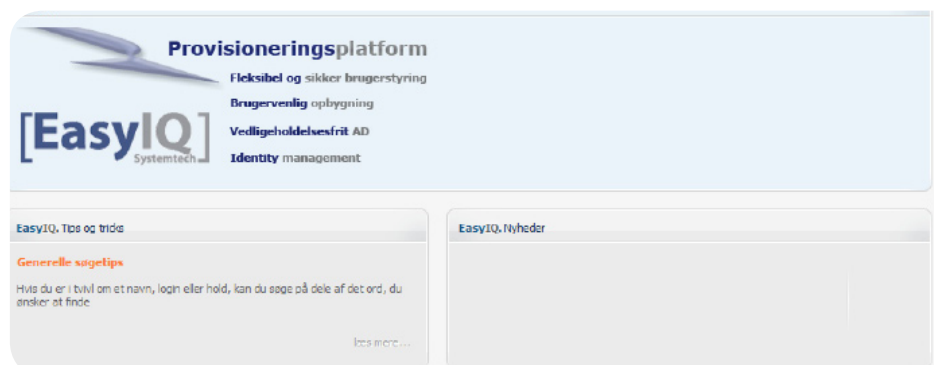 Provisioneringsplatform
Fleksibel og sikker brugerstyring
Brugervenlig opbygning
Vedligeholdelsesfrit AD
Identity management
[EasyIQ]
Systemtech
EasyIQ. Tips og tricks
EasyIQ. Nyheder
Generelle søgetips
Hvis du er i tvivl om et navn, login eller hold, kan du søge på dele af det ord, du
ønsker at finde
læs mere ...